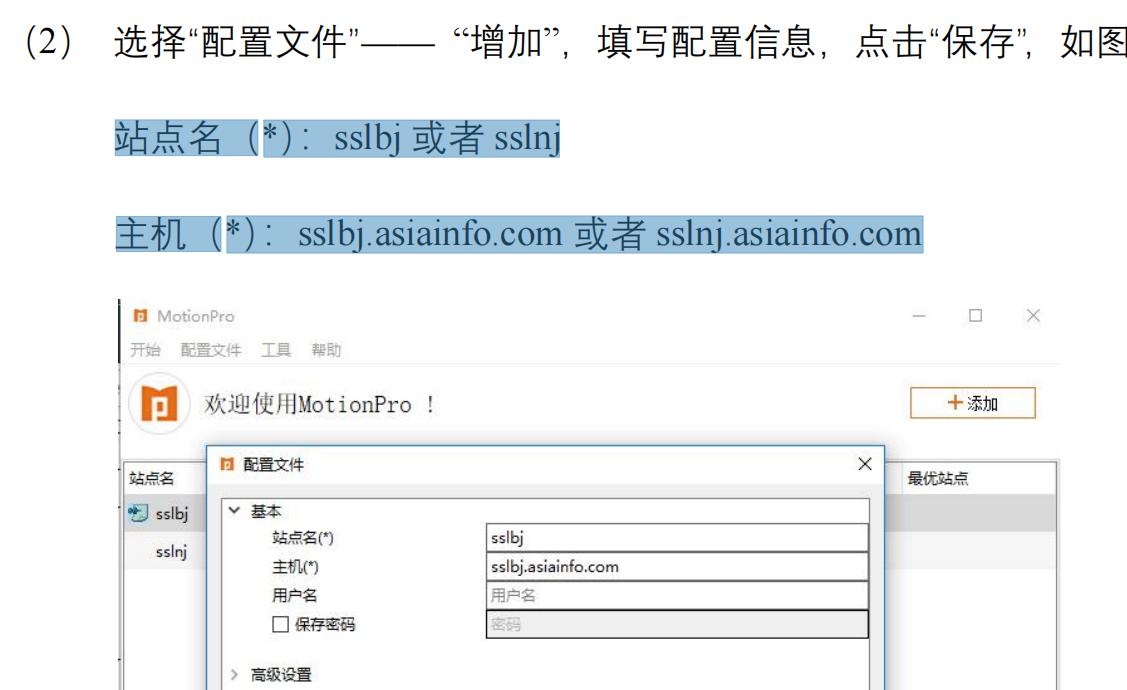 （2） 选择“配置文件”—— “增加”，填写配置信息，点击“保存”，如图
站点名（*）：sslbj 或者 sslnj
主机（*）：sslbj.asiainfo.com 或者 sslnj.asiainfo.com
MotionPro
开始 配置文件 工具 帮助
欢迎使用MotionPro ！
+添加
配置文件
站点名
最优站点
sslbj
sslnj
基本
站点名(*) sslbj
主机(*) sslbj.asiainfo.com
用户名 用户名
保存密码 密码
高级设置